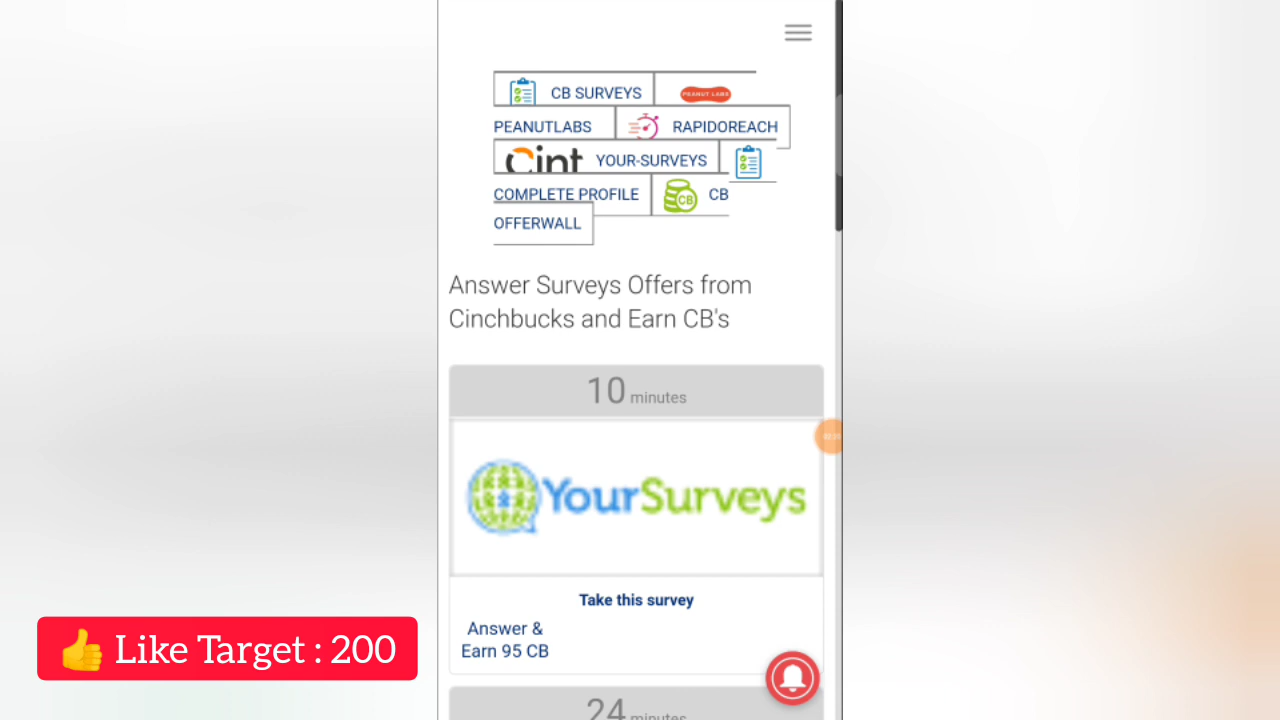 CB SURVEYS
PEANUT LABS
PEANUTLABS
RAPIDOREACH
Cint YOUR-SURVEYS
COMPLETE PROFILE
CB
CB
OFFERWALL
Answer Surveys Offers from
Cinchbucks and Earn CB's
10 minutes
YourSurveys
Take this survey
Answer &
Earn 95 CB
24 minutes
👍 Like Target : 200